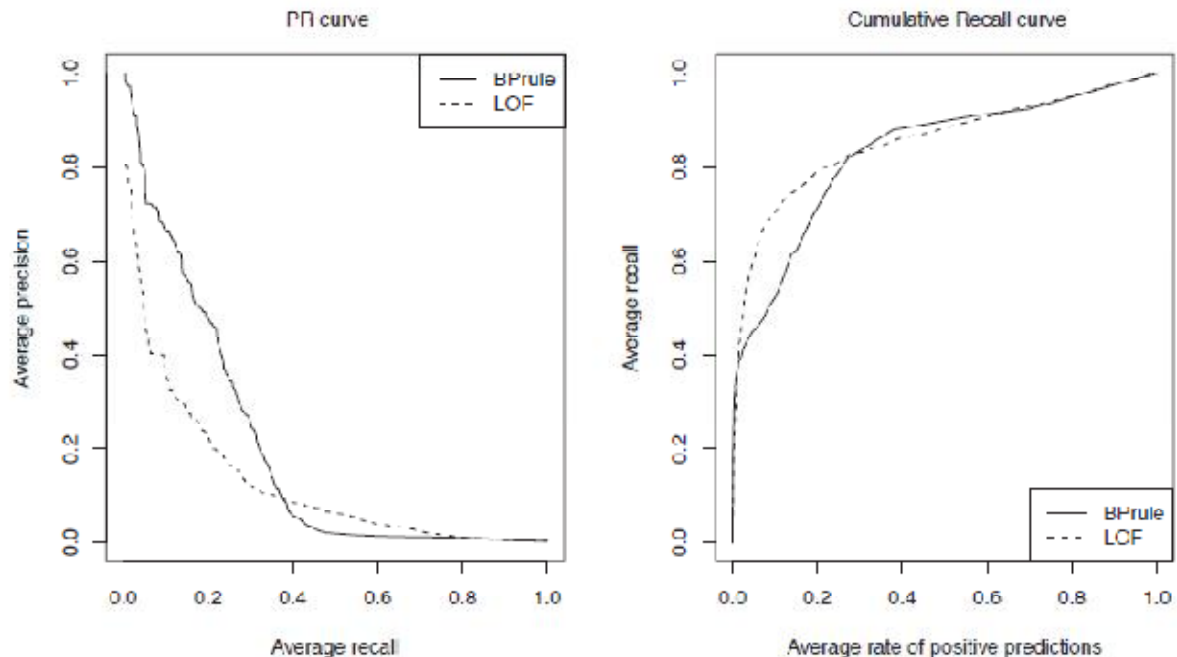 PR curve
BPrule
LOF
1.0
0.8
0.6
0.4
0.2
0.0
Average precision
0.0 0.2 0.4 0.6 0.8 1.0
Average recall
Cumulative Recall curve
1.0
0.8
0.6
0.4
0.2
0.0
Average recall
BPrule
LOF
0.0 0.2 0.4 0.6 0.8 1.0
Average rate of positive predictions